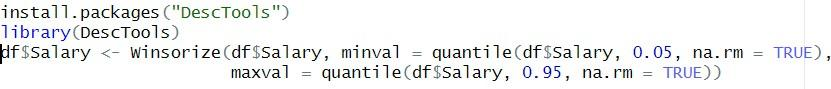 install.packages("DescTools")
library(DescTools)
df$Salary <- Winsorize(df$Salary, minval = quantile(df$Salary, 0.05, na.rm = TRUE),
maxval = quantile(df$Salary, 0.95, na.rm = TRUE))